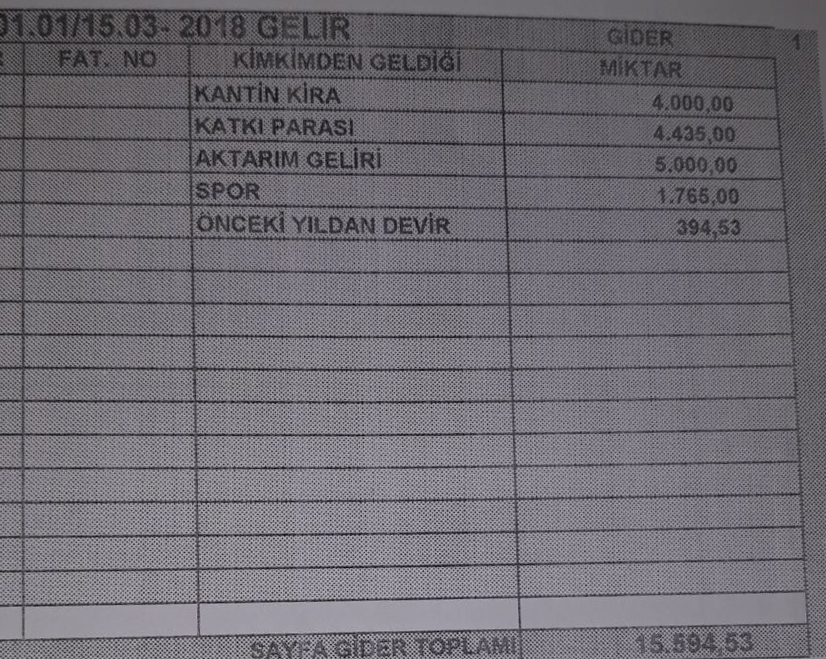 01.01/15.03- 2018 GELİR GİDER 1
FAT. NO KİMKİMDEN GELDİĞİ MİKTAR
KANTİN KİRA 4.000,00
KATKI PARASI 4.435,00
AKTARIM GELİRİ 5.000,00
SPOR 1.765,00
ÖNCEKİ YILDAN DEVİR 394,53
SAYFA GİDER TOPLAMI 15.594,53